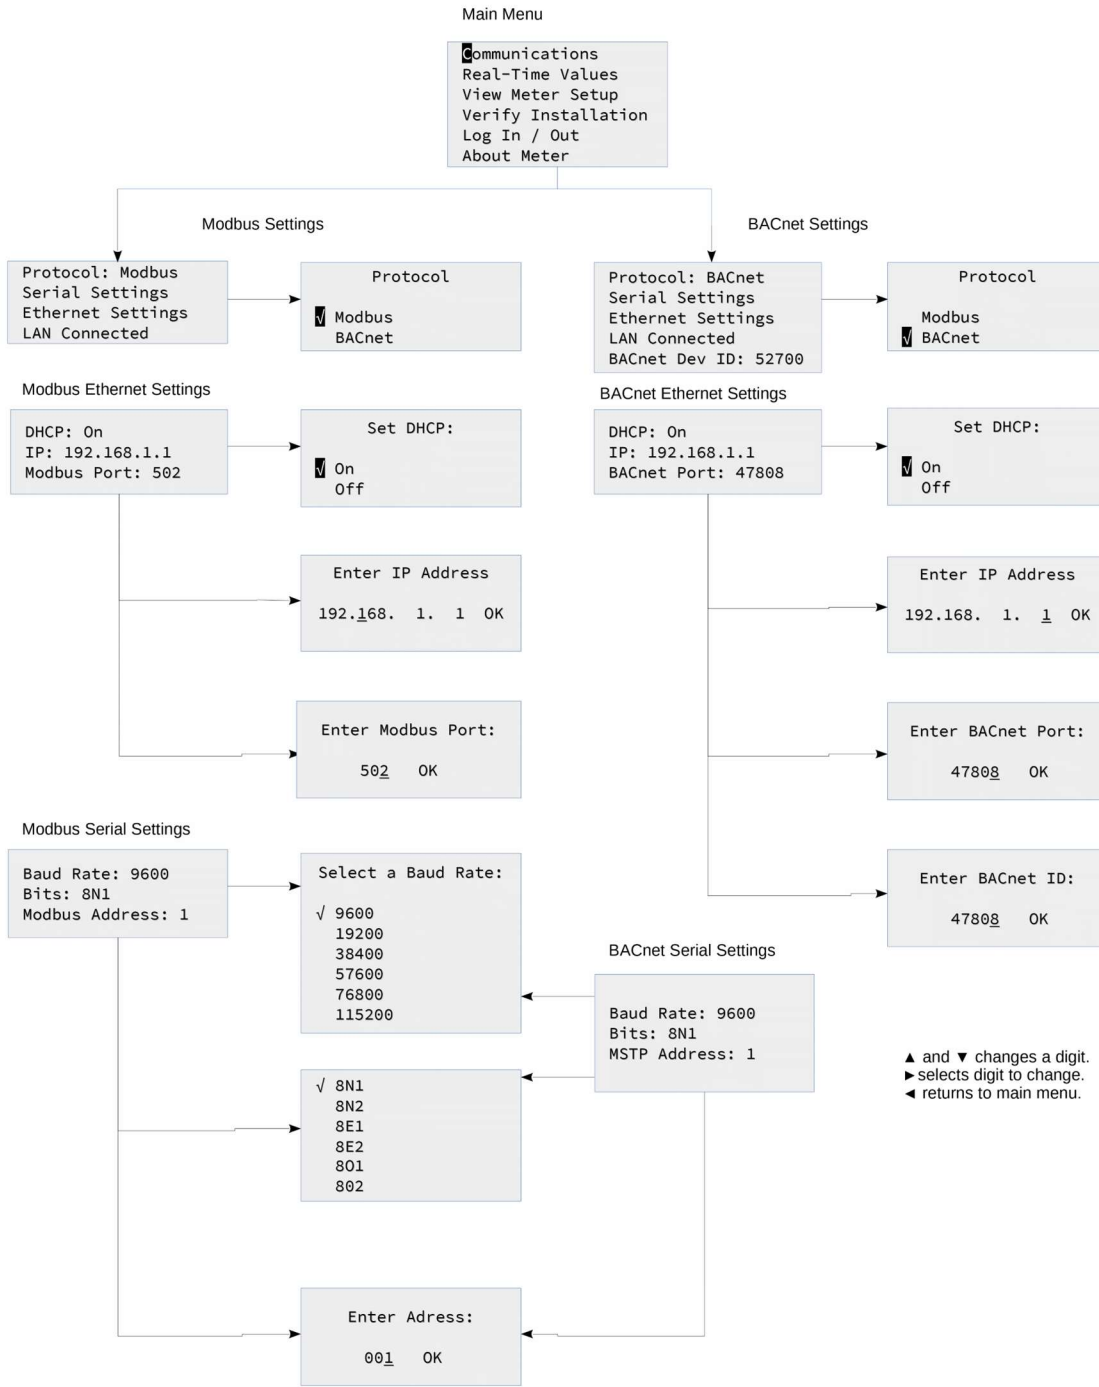 Main Menu
Communications
Real-Time Values
View Meter Setup
Verify Installation
Log In / Out
About Meter
Modbus Settings
Protocol: Modbus
Serial Settings
Ethernet Settings
LAN Connected
Protocol
√ Modbus
BACnet
BACnet Settings
Protocol: BACnet
Serial Settings
Ethernet Settings
LAN Connected
BACnet Dev ID: 52700
Protocol
Modbus
√ BACnet
Modbus Ethernet Settings
DHCP: On
IP: 192.168.1.1
Modbus Port: 502
Set DHCP:
√ On
Off
Enter IP Address
192.168. 1. 1 OK
Enter Modbus Port:
502 OK
BACnet Ethernet Settings
DHCP: On
IP: 192.168.1.1
BACnet Port: 47808
Set DHCP:
√ On
Off
Enter IP Address
192.168. 1. 1 OK
Enter BACnet Port:
47808 OK
Enter BACnet ID:
47808 OK
Modbus Serial Settings
Baud Rate: 9600
Bits: 8N1
Modbus Address: 1
Select a Baud Rate:
√ 9600
19200
38400
57600
76800
115200
√ 8N1
8N2
8E1
8E2
8O1
8O2
BACnet Serial Settings
Baud Rate: 9600
Bits: 8N1
MSTP Address: 1
Enter Adress:
001 OK
▲ and ▼ changes a digit.
► selects digit to change.
◄ returns to main menu.